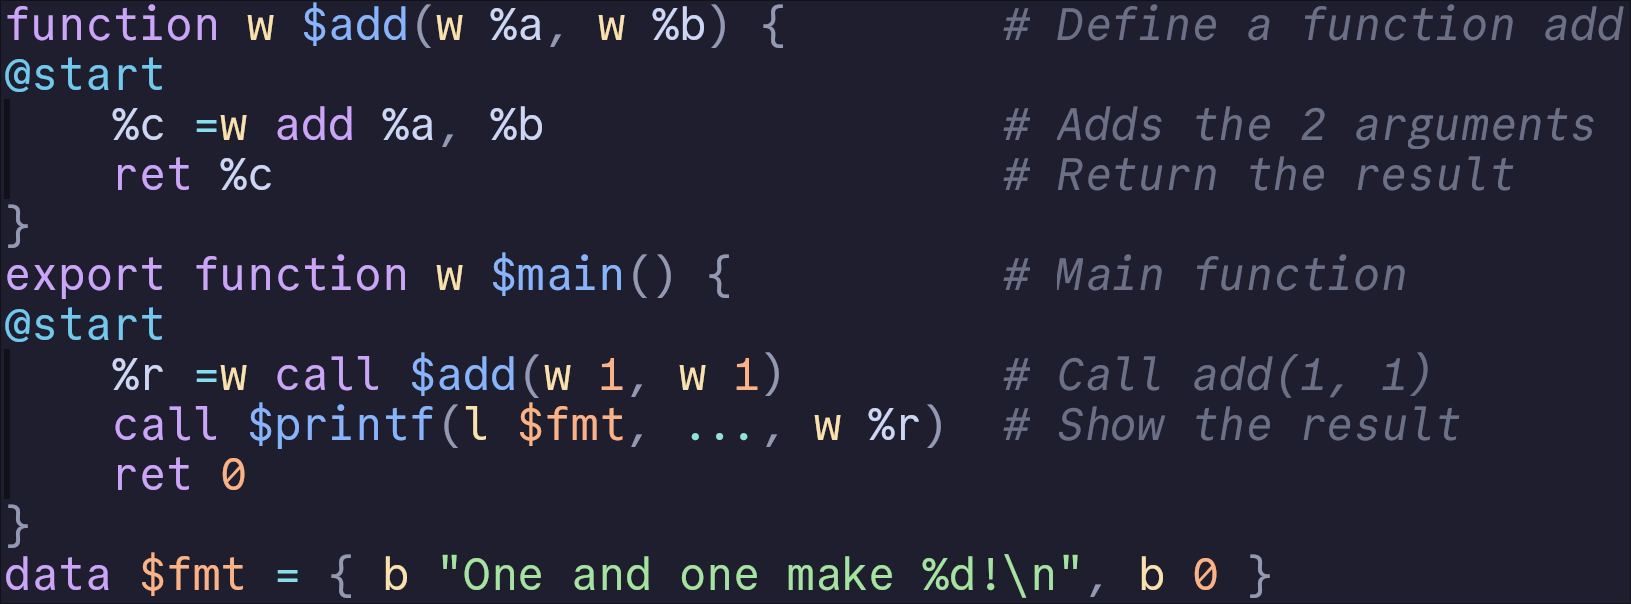 function w $add(w %a, w %b) {        # Define a function add
@start
    %c =w add %a, %b                 # Adds the 2 arguments
    ret %c                           # Return the result
}
export function w $main() {          # Main function
@start
    %r =w call $add(w 1, w 1)        # Call add(1, 1)
    call $printf(l $fmt, ..., w %r)  # Show the result
    ret 0
}
data $fmt = { b "One and one make %d!\n", b 0 }